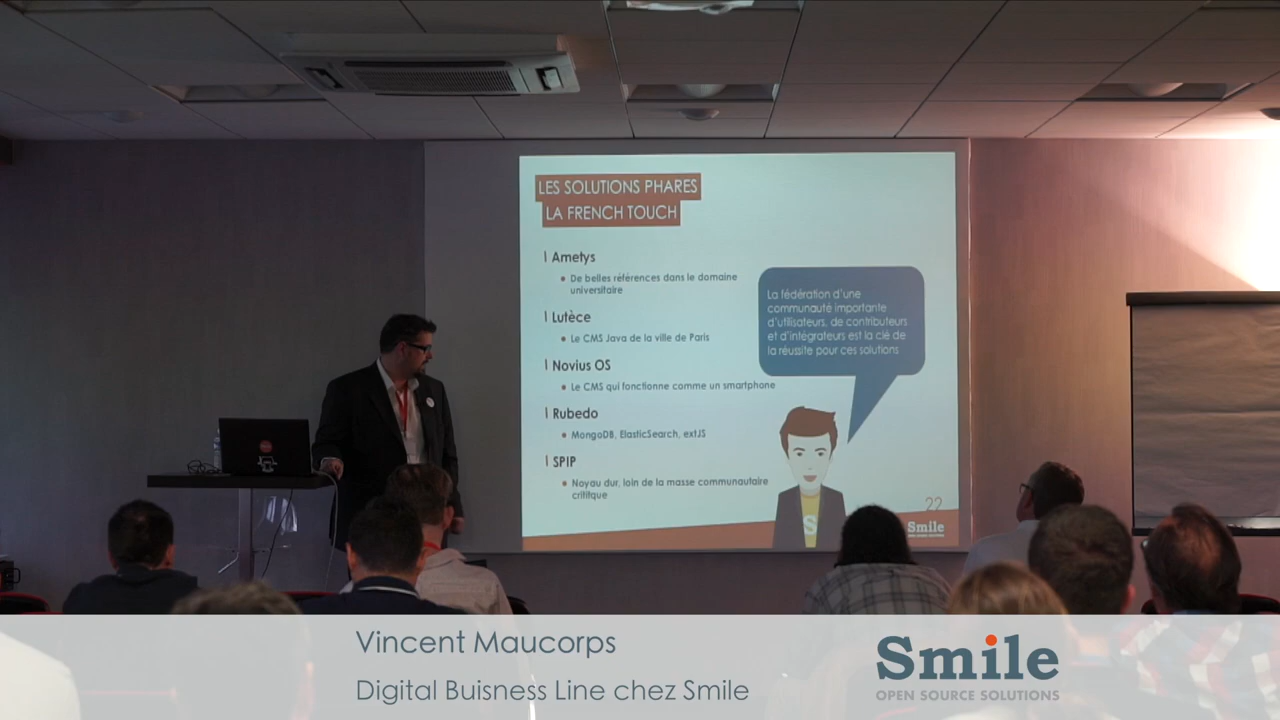 LES SOLUTIONS PHARES
LA FRENCH TOUCH
Ametys
De belles références dans le domaine
universitaire
Lutèce
Le CMS Java de la ville de Paris
Novius OS
Le CMS qui fonctionne comme un smartphone
Rubedo
MongoDB, ElasticSearch, extJS
SPIP
Noyau dur, loin de la masse communautaire
critique
La fédération d'une
communauté importante
d'utilisateurs, de contributeurs
et d'intégrateurs est la clé de
la réussite pour ces solutions
S
22
Smile
OPEN SOURCE SOLUTIONS
Vincent Maucorps
Digital Buisness Line chez Smile
Smile
OPEN SOURCE SOLUTIONS